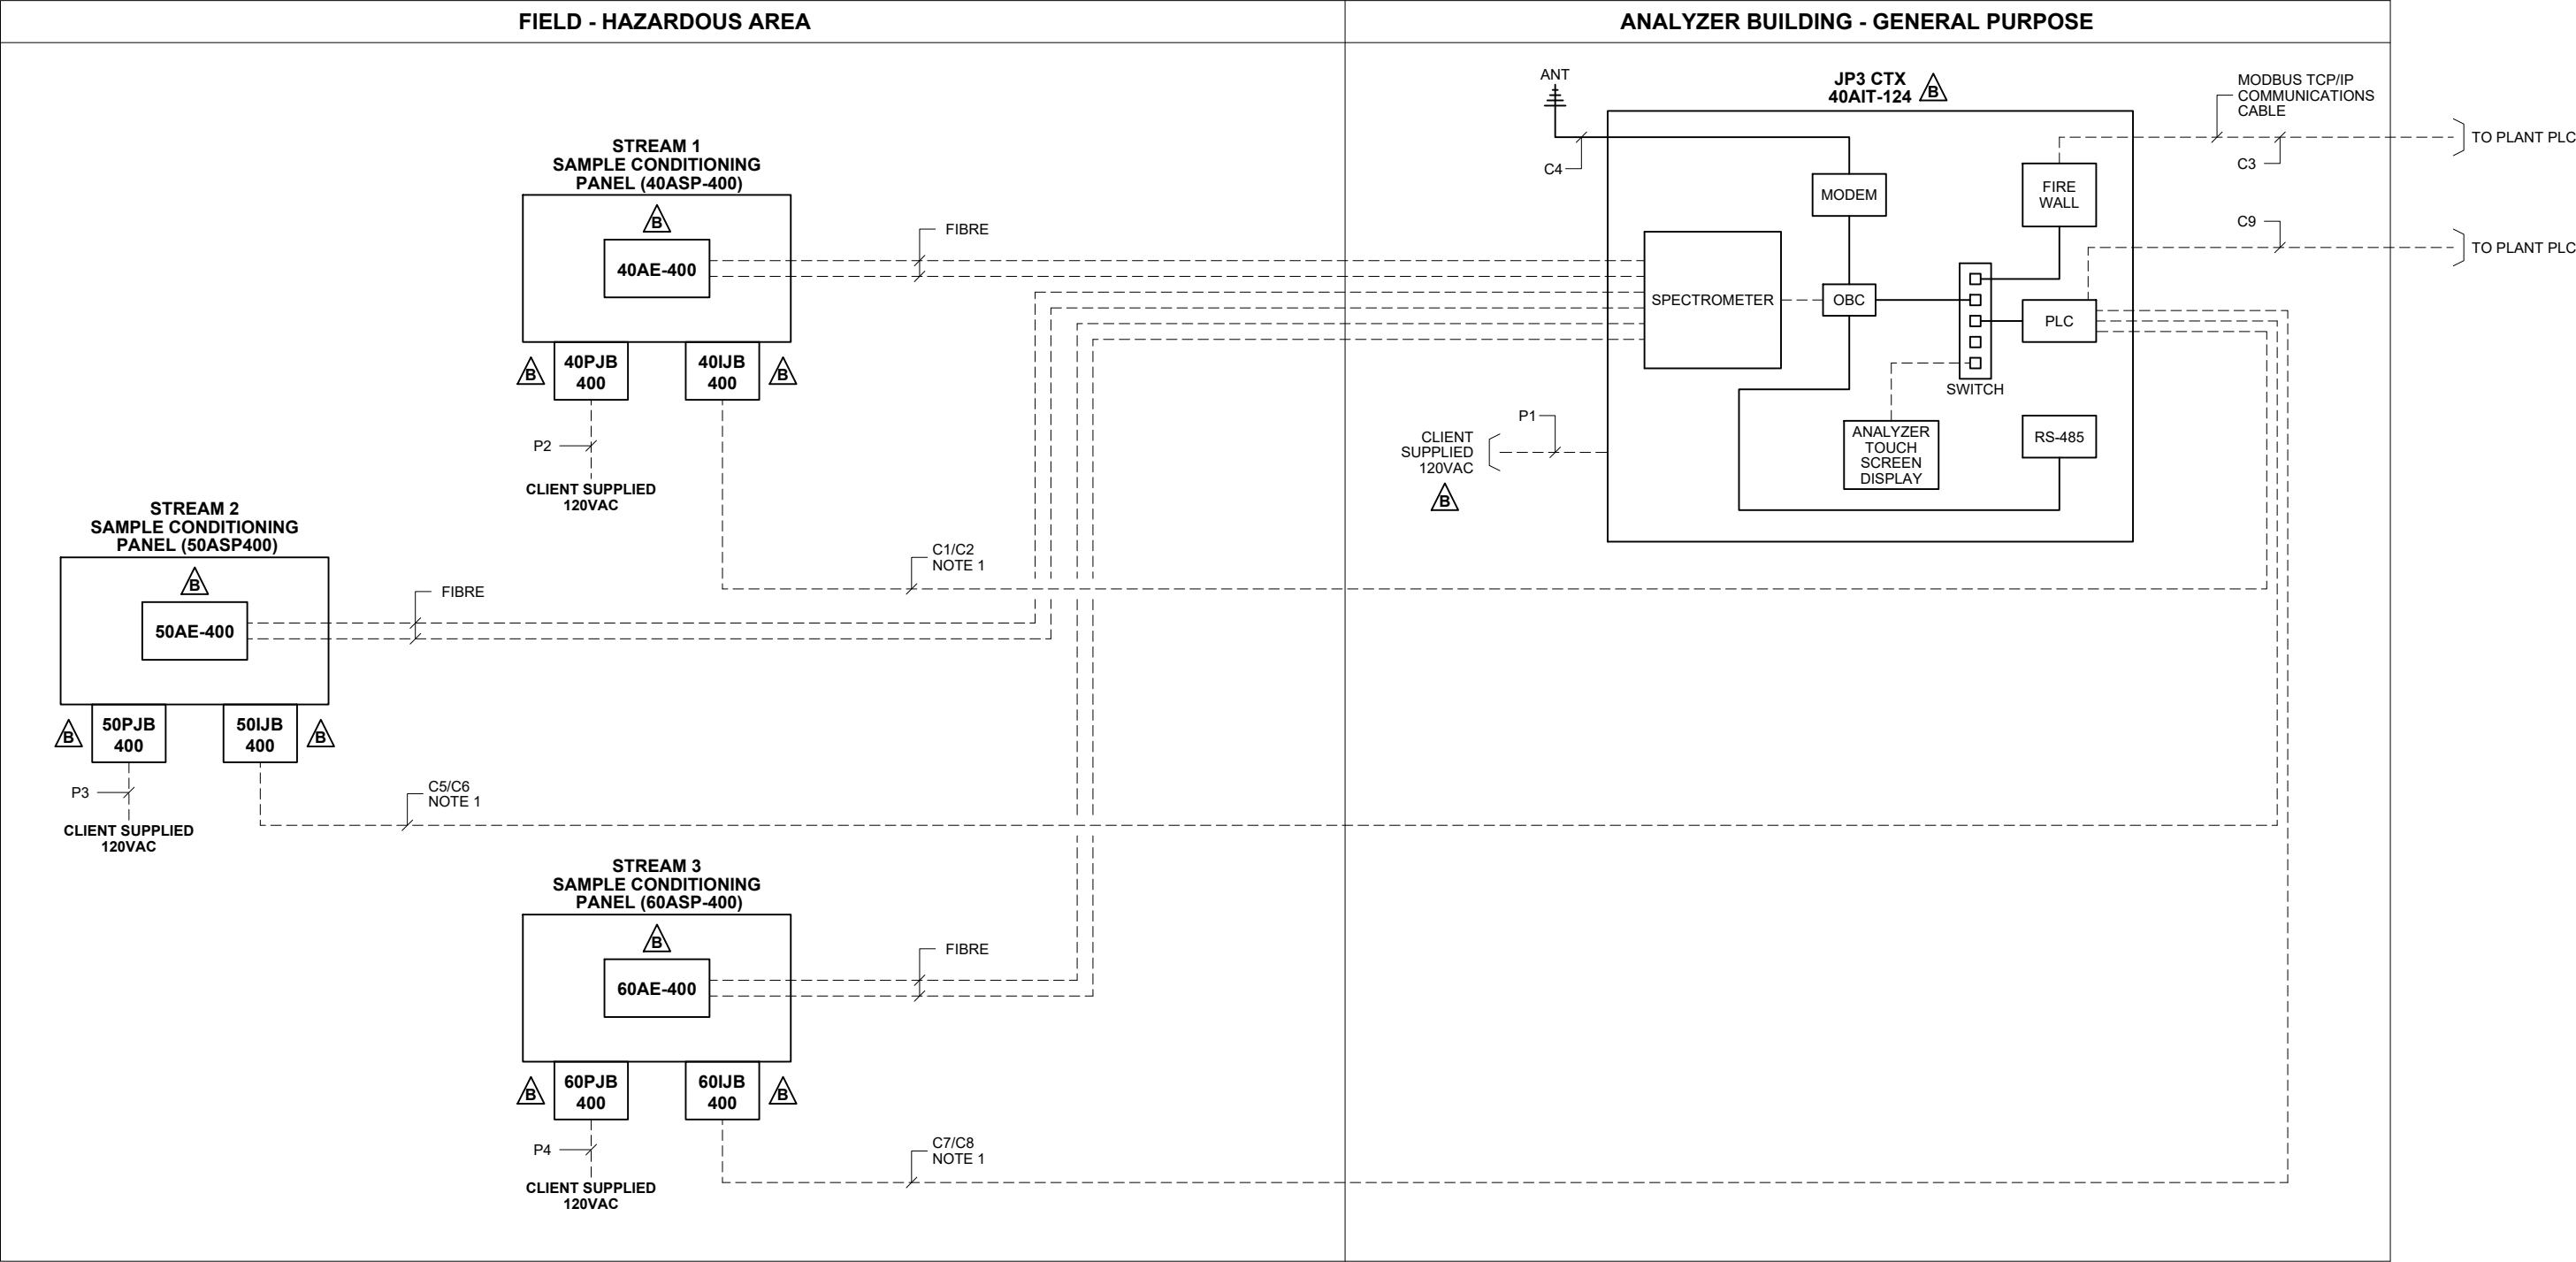 FIELD - HAZARDOUS AREA
ANALYZER BUILDING - GENERAL PURPOSE
ANT
C4
JP3 CTX
40AIT-124
B
MODBUS TCP/IP
COMMUNICATIONS
CABLE
C3
TO PLANT PLC
C9
TO PLANT PLC
MODEM
FIRE
WALL
SPECTROMETER
OBC
PLC
SWITCH
ANALYZER
TOUCH
SCREEN
DISPLAY
RS-485
P1
CLIENT
SUPPLIED
120VAC
B
STREAM 1
SAMPLE CONDITIONING
PANEL (40ASP-400)
B
40AE-400
FIBRE
B
40PJB
400
40IJB
400
B
P2
CLIENT SUPPLIED
120VAC
C1/C2
NOTE 1
STREAM 2
SAMPLE CONDITIONING
PANEL (50ASP400)
B
50AE-400
FIBRE
B
50PJB
400
50IJB
400
B
P3
CLIENT SUPPLIED
120VAC
C5/C6
NOTE 1
STREAM 3
SAMPLE CONDITIONING
PANEL (60ASP-400)
B
60AE-400
FIBRE
B
60PJB
400
60IJB
400
B
P4
CLIENT SUPPLIED
120VAC
C7/C8
NOTE 1